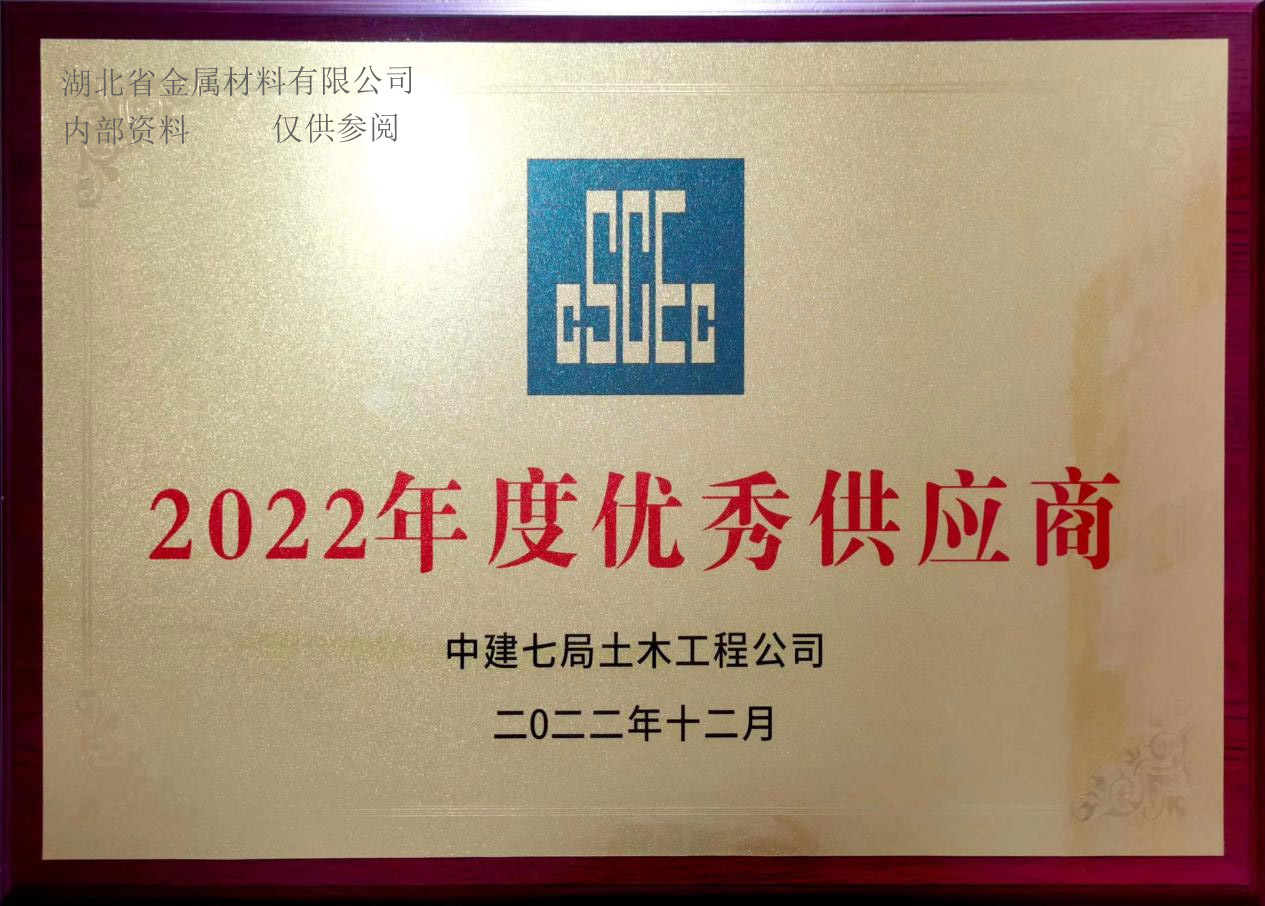 湖北省金属材料有限公司
内部资料 仅供参阅
CSCEC
2022年度优秀供应商
中建七局土木工程公司
二0二二年十二月